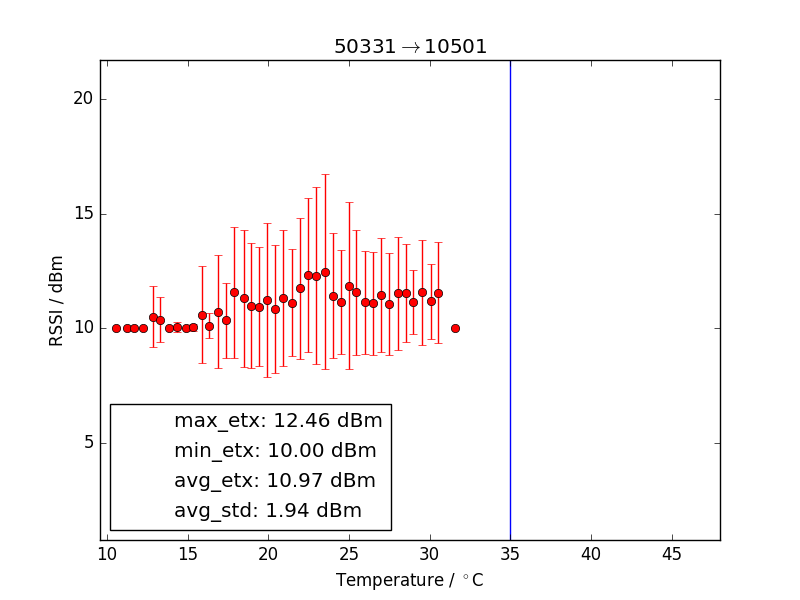 50331→10501
20
15
10
5
RSSI / dBm
max_etx: 12.46 dBm
min_etx: 10.00 dBm
avg_etx: 10.97 dBm
avg_std: 1.94 dBm
10 15 20 25 30 35 40 45
Temperature / °C